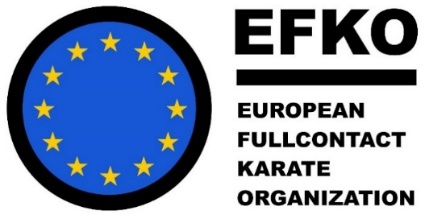 EFKO
EUROPEAN
FULLCONTACT
KARATE
ORGANIZATION